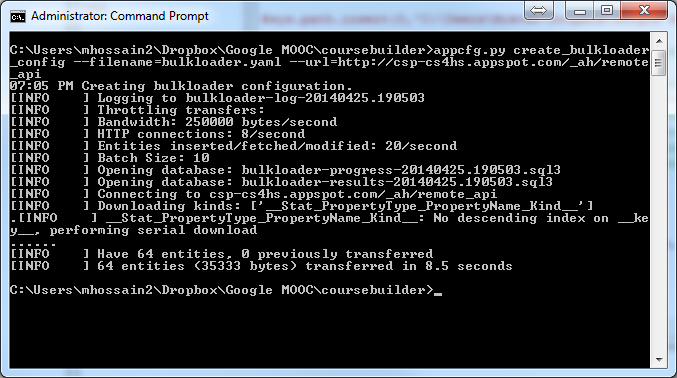 Administrator: Command Prompt
C:\Users\mhossain2\Dropbox\Google MOOC\coursebuilder>appcfg.py create_bulkloader
_config --filename=bulkloader.yaml --url=http://csp-cs4hs.appspot.com/_ah/remote
_api
07:05 PM Creating bulkloader configuration.
[INFO    ] Logging to bulkloader-log-20140425.190503
[INFO    ] Throttling transfers:
[INFO    ] Bandwidth: 250000 bytes/second
[INFO    ] HTTP connections: 8/second
[INFO    ] Entities inserted/fetched/modified: 20/second
[INFO    ] Batch Size: 10
[INFO    ] Opening database: bulkloader-progress-20140425.190503.sql3
[INFO    ] Opening database: bulkloader-results-20140425.190503.sql3
[INFO    ] Connecting to csp-cs4hs.appspot.com/_ah/remote_api
[INFO    ] Downloading kinds: ['__Stat_PropertyType_PropertyName_Kind__']
.[INFO    ] __Stat_PropertyType_PropertyName_Kind__: No descending index on __ke
y__, performing serial download
......
[INFO    ] Have 64 entities, 0 previously transferred
[INFO    ] 64 entities (35333 bytes) transferred in 8.5 seconds
C:\Users\mhossain2\Dropbox\Google MOOC\coursebuilder>_